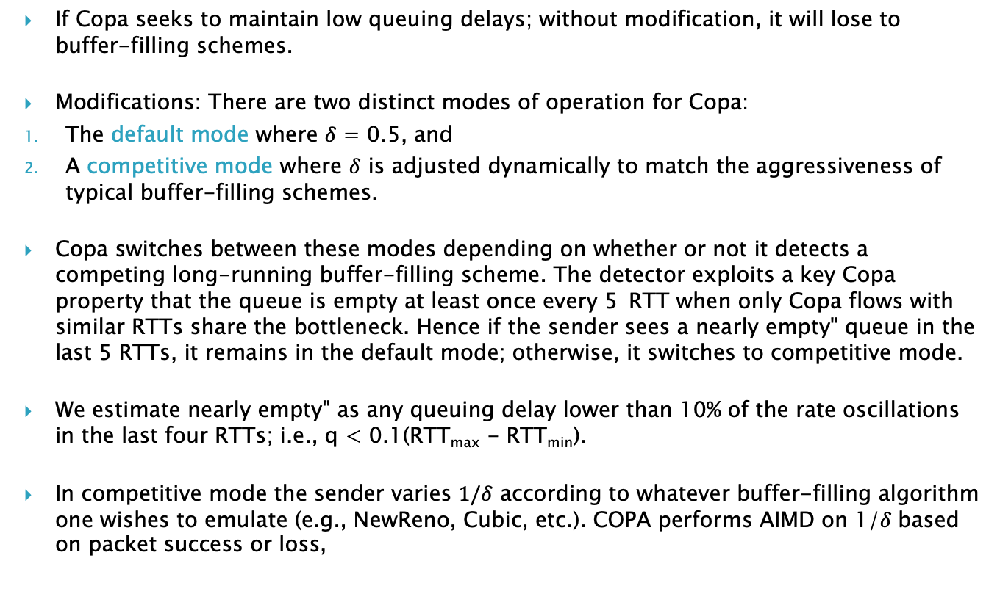 ‣ If Copa seeks to maintain low queuing delays; without modification, it will lose to
buffer-filling schemes.
‣ Modifications: There are two distinct modes of operation for Copa:
1. The default mode where δ = 0.5, and
2. A competitive mode where δ is adjusted dynamically to match the aggressiveness of
typical buffer-filling schemes.
‣ Copa switches between these modes depending on whether or not it detects a
competing long-running buffer-filling scheme. The detector exploits a key Copa
property that the queue is empty at least once every 5 RTT when only Copa flows with
similar RTTs share the bottleneck. Hence if the sender sees a nearly empty" queue in the
last 5 RTTs, it remains in the default mode; otherwise, it switches to competitive mode.
‣ We estimate nearly empty" as any queuing delay lower than 10% of the rate oscillations
in the last four RTTs; i.e., q < 0.1(RTTmax – RTTmin).
‣ In competitive mode the sender varies 1/δ according to whatever buffer-filling algorithm
one wishes to emulate (e.g., NewReno, Cubic, etc.). COPA performs AIMD on 1/δ based
on packet success or loss,